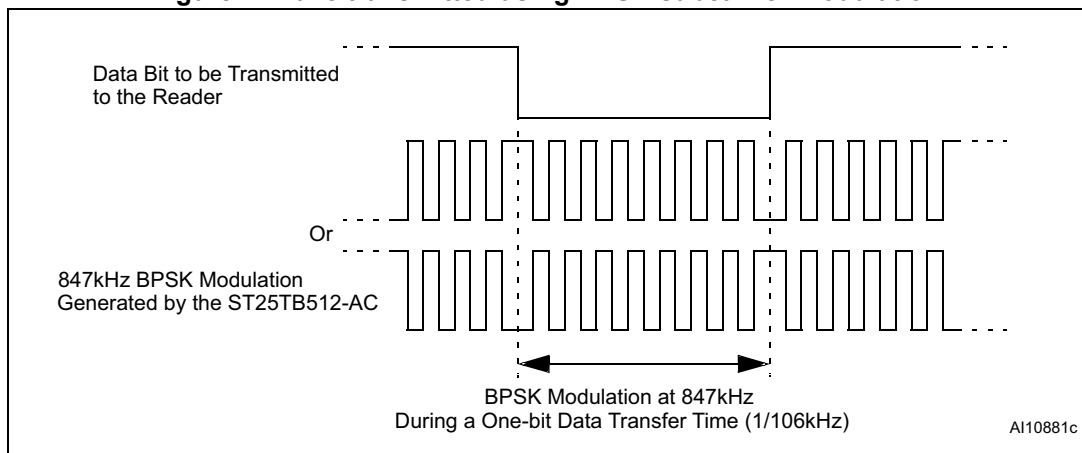 Data Bit to be Transmitted
to the Reader
Or
847kHz BPSK Modulation
Generated by the ST25TB512-AC
BPSK Modulation at 847kHz
During a One-bit Data Transfer Time (1/106kHz)
AI10881c